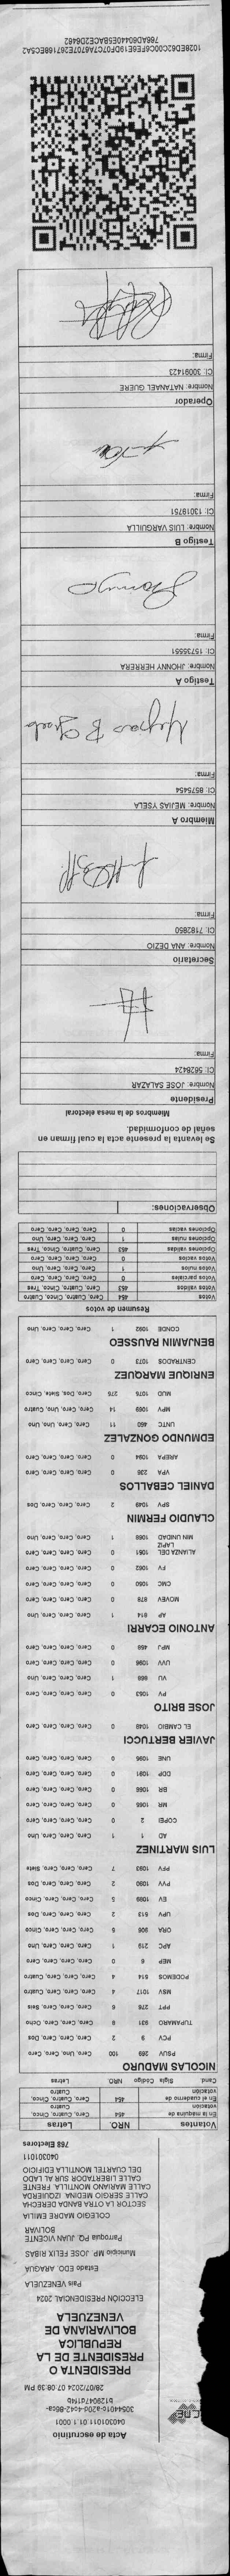 CNE
Acta de escrutinio
040301011 01.1.0001
28/07/2024 07:08:39 PM
PRESIDENTA O
PRESIDENTE DE LA
REPUBLICA
BOLIVARIANA DE
VENEZUELA
ELECCIÓN PRESIDENCIAL 2024
País VENEZUELA
Estado EDO. ARAGUA
Municipio MP. JOSE FELIX RIBAS
Parroquia PQ. JUAN VICENTE
BOLIVAR
COLEGIO MADRE EMILIA
SECTOR LA OTRA BANDA DERECHA
CALLE SERGIO MEDINA. IZQUIERDA
CALLE MARIANO MONTILLA. FRENTE
CALLE LIBERTADOR SUR AL LADO
DEL CUARTEL MONTILLA EDIFICIO
040301011
768 Electores
Votantes NRO. Letras
En la máquina de votación 464 Cero, Cuatro, Cinco, Cuatro
En el cuaderno de votación 454 Cero, Cuatro, Cinco, Cuatro
Cand. Sigla Código NRO. Letras
NICOLAS MADURO
PSUV 269 100 Cero, Uno, Cero, Cero
PCV 9 2 Cero, Cero, Cero, Dos
TUPAMARO 931 8 Cero, Cero, Cero, Ocho
PPT 276 6 Cero, Cero, Cero, Seis
MSV 1017 4 Cero, Cero, Cero, Cuatro
PODEMOS 514 4 Cero, Cero, Cero, Cuatro
MEP 6 0 Cero, Cero, Cero, Cero
APC 219 1 Cero, Cero, Cero, Uno
ORA 906 5 Cero, Cero, Cero, Cinco
UPV 513 2 Cero, Cero, Cero, Dos
EV 1099 5 Cero, Cero, Cero, Cinco
PVV 1080 2 Cero, Cero, Cero, Dos
PFV 1093 7 Cero, Cero, Cero, Siete
LUIS MARTINEZ
AD 1 1 Cero, Cero, Cero, Uno
COPEI 2 0 Cero, Cero, Cero, Cero
MR 1065 0 Cero, Cero, Cero, Cero
BR 1066 0 Cero, Cero, Cero, Cero
DDP 1081 0 Cero, Cero, Cero, Cero
UNE 1095 0 Cero, Cero, Cero, Cero
JAVIER BERTUCCI
EL CAMBIO 1048 0 Cero, Cero, Cero, Cero
JOSE BRITO
PV 1053 0 Cero, Cero, Cero, Cero
VU 868 1 Cero, Cero, Cero, Uno
UVV 1096 0 Cero, Cero, Cero, Cero
MPJ 468 0 Cero, Cero, Cero, Cero
ANTONIO ECARRI
AP 814 1 Cero, Cero, Cero, Uno
MOVEV 878 0 Cero, Cero, Cero, Cero
CMC 1050 0 Cero, Cero, Cero, Cero
FV 1062 0 Cero, Cero, Cero, Cero
ALIANZA DEL LAPIZ 1051 0 Cero, Cero, Cero, Cero
MIN UNIDAD 1068 1 Cero, Cero, Cero, Uno
CLAUDIO FERMIN
SPV 1049 2 Cero, Cero, Cero, Dos
DANIEL CEBALLOS
VPA 236 0 Cero, Cero, Cero, Cero
AREPA 1094 0 Cero, Cero, Cero, Cero
EDMUNDO GONZALEZ
UNTC 460 11 Cero, Cero, Uno, Uno
MPV 1069 14 Cero, Cero, Uno, Cuatro
MUD 1075 275 Cero, Dos, Siete, Cinco
ENRIQUE MARQUEZ
CENTRADOS 1073 0 Cero, Cero, Cero, Cero
BENJAMIN RAUSSEO
CONDE 1092 1 Cero, Cero, Cero, Uno
Resumen de votos
Votos 454 Cero, Cuatro, Cinco, Cuatro
Votos válidos 453 Cero, Cuatro, Cinco, Tres
Votos parciales 0 Cero, Cero, Cero, Cero
Votos nulos 1 Cero, Cero, Cero, Uno
Votos vacíos 0 Cero, Cero, Cero, Cero
Opciones válidas 453 Cero, Cuatro, Cinco, Tres
Opciones nulas 1 Cero, Cero, Cero, Uno
Opciones vacías 0 Cero, Cero, Cero, Cero
Observaciones:
Se levanta la presente acta la cual firman en
señal de conformidad.
Miembros de la mesa electoral
Presidente
Nombre: JOSE SALAZAR
CI: 5628424
Firma:
Secretario
Nombre: ANA DEZIO
CI: 7182850
Firma:
Miembro A
Nombre: MEJIAS YSELA
CI: 8575454
Firma:
Testigo A
Nombre: JHONNY HERRERA
CI: 15735551
Firma:
Testigo B
Nombre: LUIS VARGUILLA
CI: 13019751
Firma:
Operador
Nombre: NATANAEL GUERE
CI: 30091423
Firma: